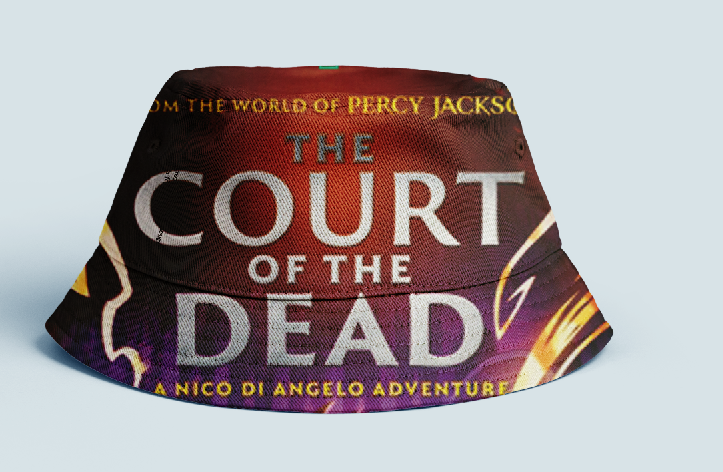 OM THE WORLD OF PERCY JACKSO
THE
COURT
OF THE
DEAD
A NICO DI ANGELO ADVENTURE